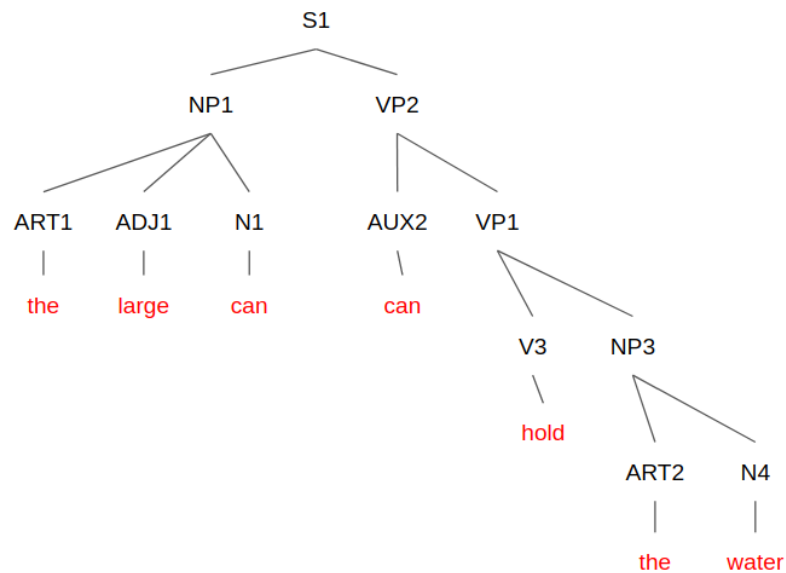 S1
NP1 VP2
ART1 ADJ1 N1 AUX2 VP1
the large can can
V3 NP3
hold
ART2 N4
the water